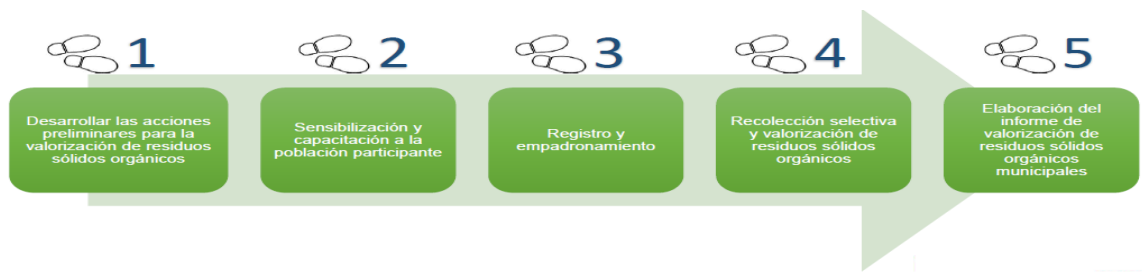 1
Desarrollar las acciones
preliminares para la
valorización de residuos
sólidos orgánicos
2
Sensibilización y
capacitación a la
población participante
3
Registro y
empadronamiento
4
Recolección selectiva
y valorización de
residuos sólidos
orgánicos
5
Elaboración del
informe de
valorización de
residuos sólidos
orgánicos
municipales